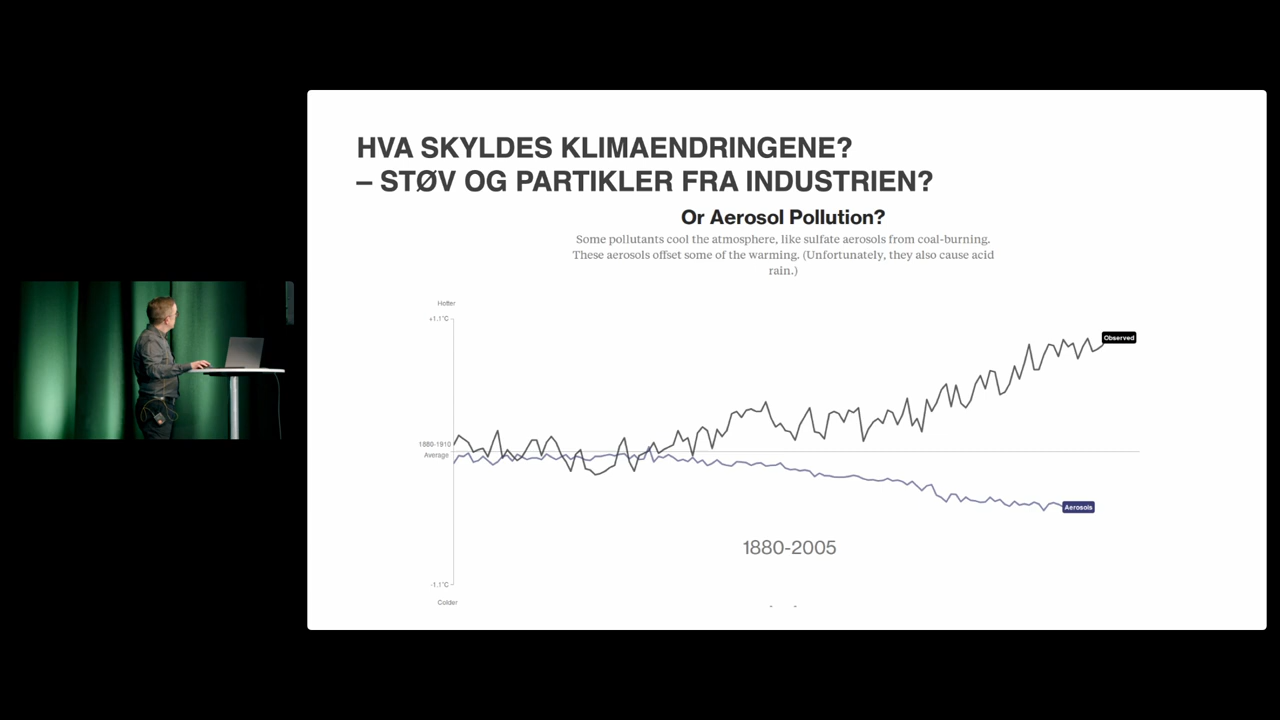 HVA SKYLDES KLIMAENDRINGENE?
– STØV OG PARTIKLER FRA INDUSTRIEN?
Or Aerosol Pollution?
Some pollutants cool the atmosphere, like sulfate aerosols from coal-burning.
These aerosols offset some of the warming. (Unfortunately, they also cause acid
rain.)
Hotter
+1.1°C
Observed
1880-1910
Average
Aerosols
1880-2005
-1.1°C
Colder